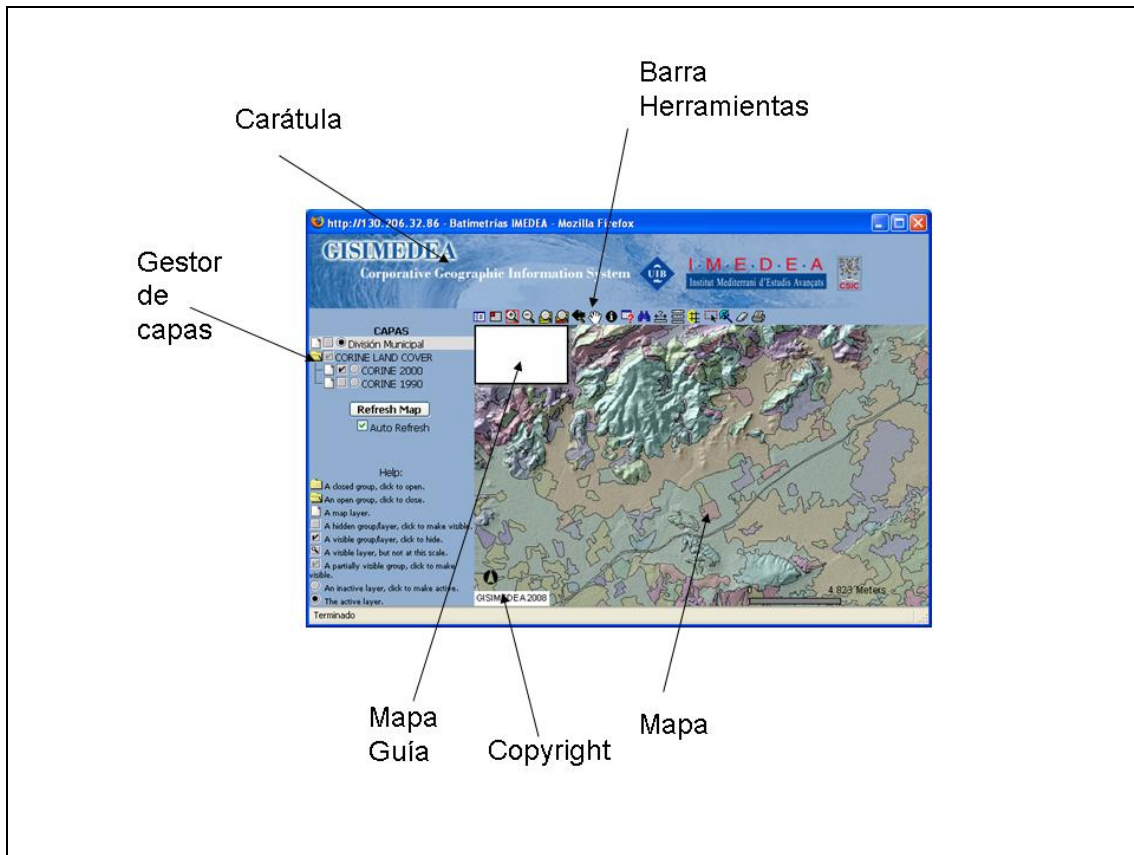 Barra
Herramientas
Carátula
Gestor
de
capas
http://130.206.32.86 - Batimetrías IMEDEA - Mozilla Firefox
GISIMEDEA
Corporative Geographic Information System
UIB
I·M·E·D·E·A
Institut Mediterrani d'Estudis Avançats
CSIC
CAPAS
División Municipal
CORINE LAND COVER
CORINE 2000
CORINE 1990
Refresh Map
Auto Refresh
Help:
A closed group, click to open.
An open group, click to close.
A map layer.
A hidden group/layer, click to make visible.
A visible group/layer, click to hide.
A visible layer, but not at this scale.
A partially visible group, click to make
visible.
An inactive layer, click to make active.
The active layer.
GISIMEDEA 2008
0 4.823 Meters
Terminado
Mapa
Guía
Copyright
Mapa